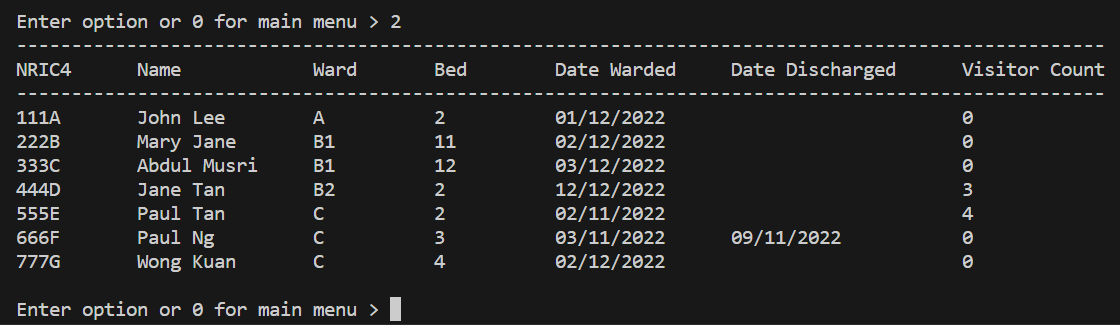 Enter option or 0 for main menu > 2
---------------------------------------------------------------------------------------------------
NRIC4      Name            Ward       Bed        Date Warded     Date Discharged      Visitor Count
---------------------------------------------------------------------------------------------------
111A       John Lee        A          2          01/12/2022                           0
222B       Mary Jane       B1         11         02/12/2022                           0
333C       Abdul Musri     B1         12         03/12/2022                           0
444D       Jane Tan        B2         2          12/12/2022                           3
555E       Paul Tan        C          2          02/11/2022                           4
666F       Paul Ng         C          3          03/11/2022      09/11/2022           0
777G       Wong Kuan       C          4          02/12/2022                           0
Enter option or 0 for main menu >